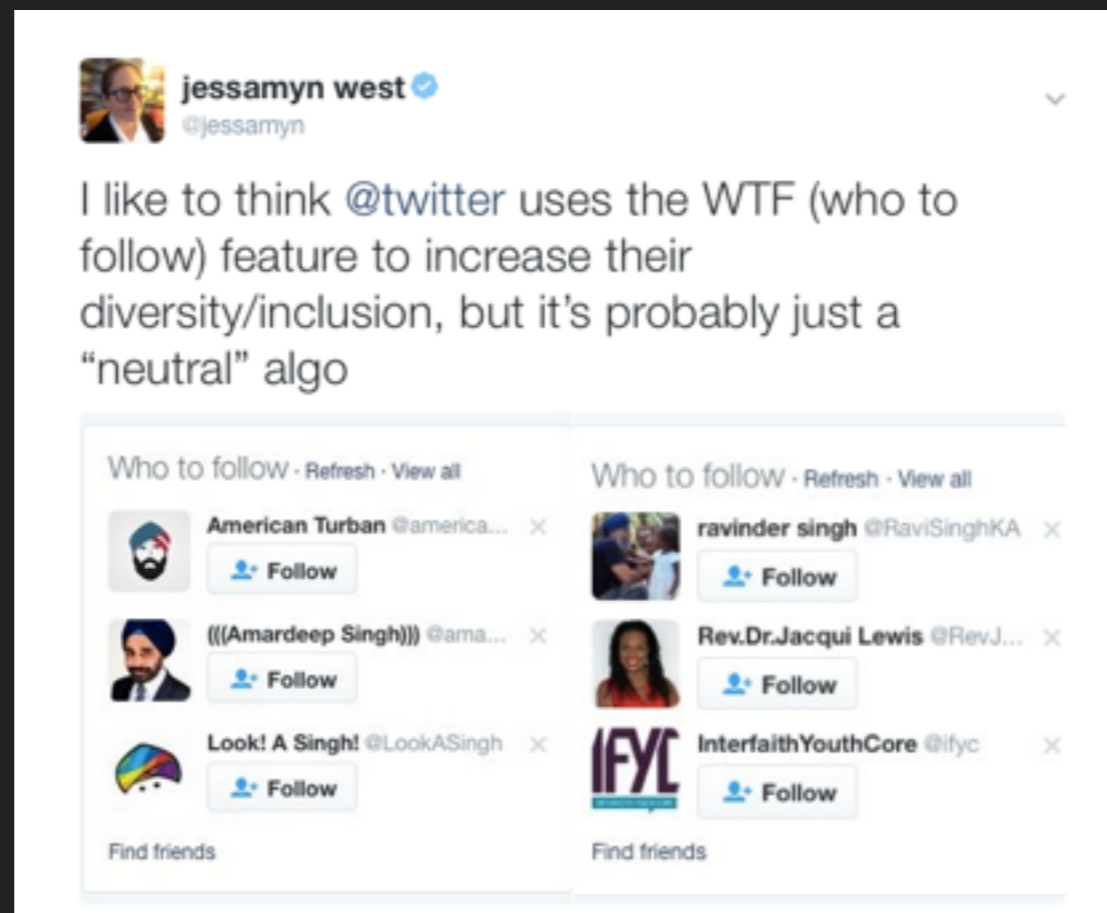 jessamyn west
@jessamyn
I like to think @twitter uses the WTF (who to
follow) feature to increase their
diversity/inclusion, but it's probably just a
“neutral” algo
Who to follow · Refresh · View all
American Turban @america...
Follow
(((Amardeep Singh))) @ama...
Follow
Look! A Singh! @LookASingh
Follow
Find friends
Who to follow · Refresh · View all
ravinder singh @RaviSinghKA
Follow
Rev.Dr.Jacqui Lewis @RevJ...
Follow
IFYC
InterfaithYouthCore @ifyc
Follow
Find friends